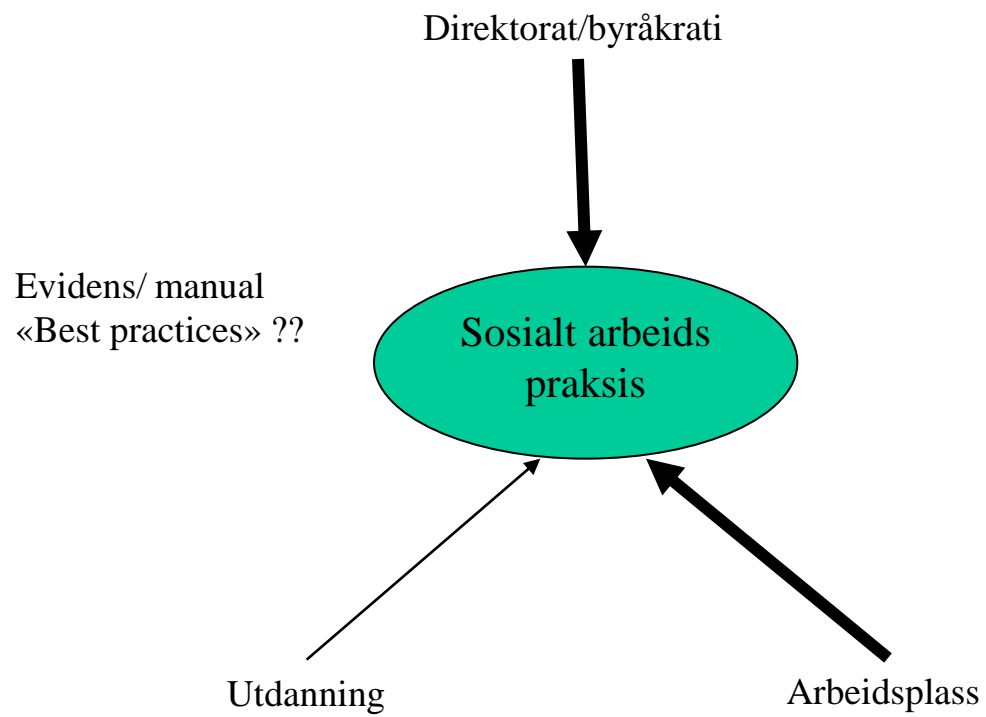 Direktorat/byråkrati
Evidens/ manual
«Best practices» ??
Sosialt arbeids
praksis
Utdanning
Arbeidsplass